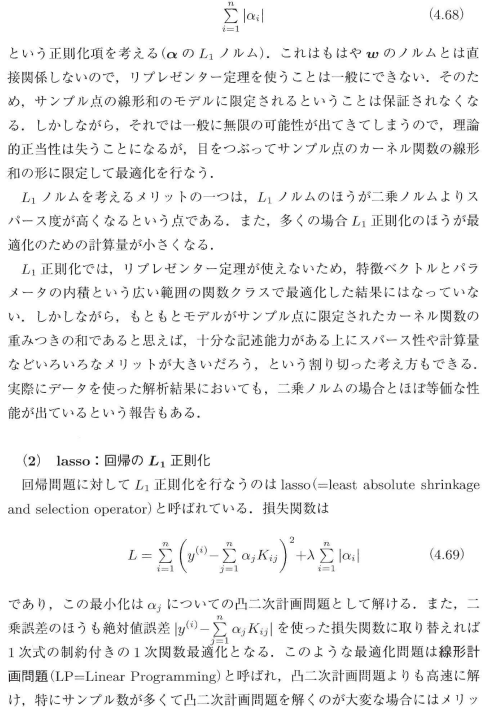 $\sum_{i=1}^{n} |\alpha_i|$ (4.68)
という正則化項を考える(αのL₁ノルム).これはもはやwのノルムとは直
接関係しないので,リプレゼンター定理を使うことは一般にできない.そのた
め,サンプル点の線形和のモデルに限定されるということは保証されなくな
る.しかしながら,それでは一般に無限の可能性が出てきてしまうので,理論
的正当性は失うことになるが,目をつぶってサンプル点のカーネル関数の線形
和の形に限定して最適化を行なう.
L₁ノルムを考えるメリットの一つは,L₁ノルムのほうが二乗ノルムよりス
パース度が高くなるという点である.また,多くの場合L₁正則化のほうが最
適化のための計算量が小さくなる.
L₁正則化では,リプレゼンター定理が使えないため,特徴ベクトルとパラ
メータの内積という広い範囲の関数クラスで最適化した結果にはなっていな
い.しかしながら,もともとモデルがサンプル点に限定されたカーネル関数の
重みつきの和であると思えば,十分な記述能力がある上にスパース性や計算量
などいろいろなメリットが大きいだろう,という割り切った考え方もできる.
実際にデータを使った解析結果においても,二乗ノルムの場合とほぼ等価な性
能が出ているという報告もある.
(2) lasso:回帰のL₁正則化
回帰問題に対してL₁正則化を行なうのはlasso(=least absolute shrinkage
and selection operator)と呼ばれている.損失関数は
$L = \sum_{i=1}^{n} \left( y^{(i)} - \sum_{j=1}^{n} \alpha_j K_{ij} \right)^2 + \lambda \sum_{i=1}^{n} |\alpha_i|$ (4.69)
であり,この最小化はαⱼについての凸二次計画問題として解ける.また,二
乗誤差のほうも絶対値誤差$|y^{(i)} - \sum_{j=1}^{n} \alpha_j K_{ij}|$を使った損失関数に取り替えれば
1次式の制約付きの1次関数最適化となる.このような最適化問題は線形計
画問題(LP=Linear Programming)と呼ばれ,凸二次計画問題よりも高速に解
け,特にサンプル数が多くて凸二次計画問題を解くのが大変な場合にはメリッ